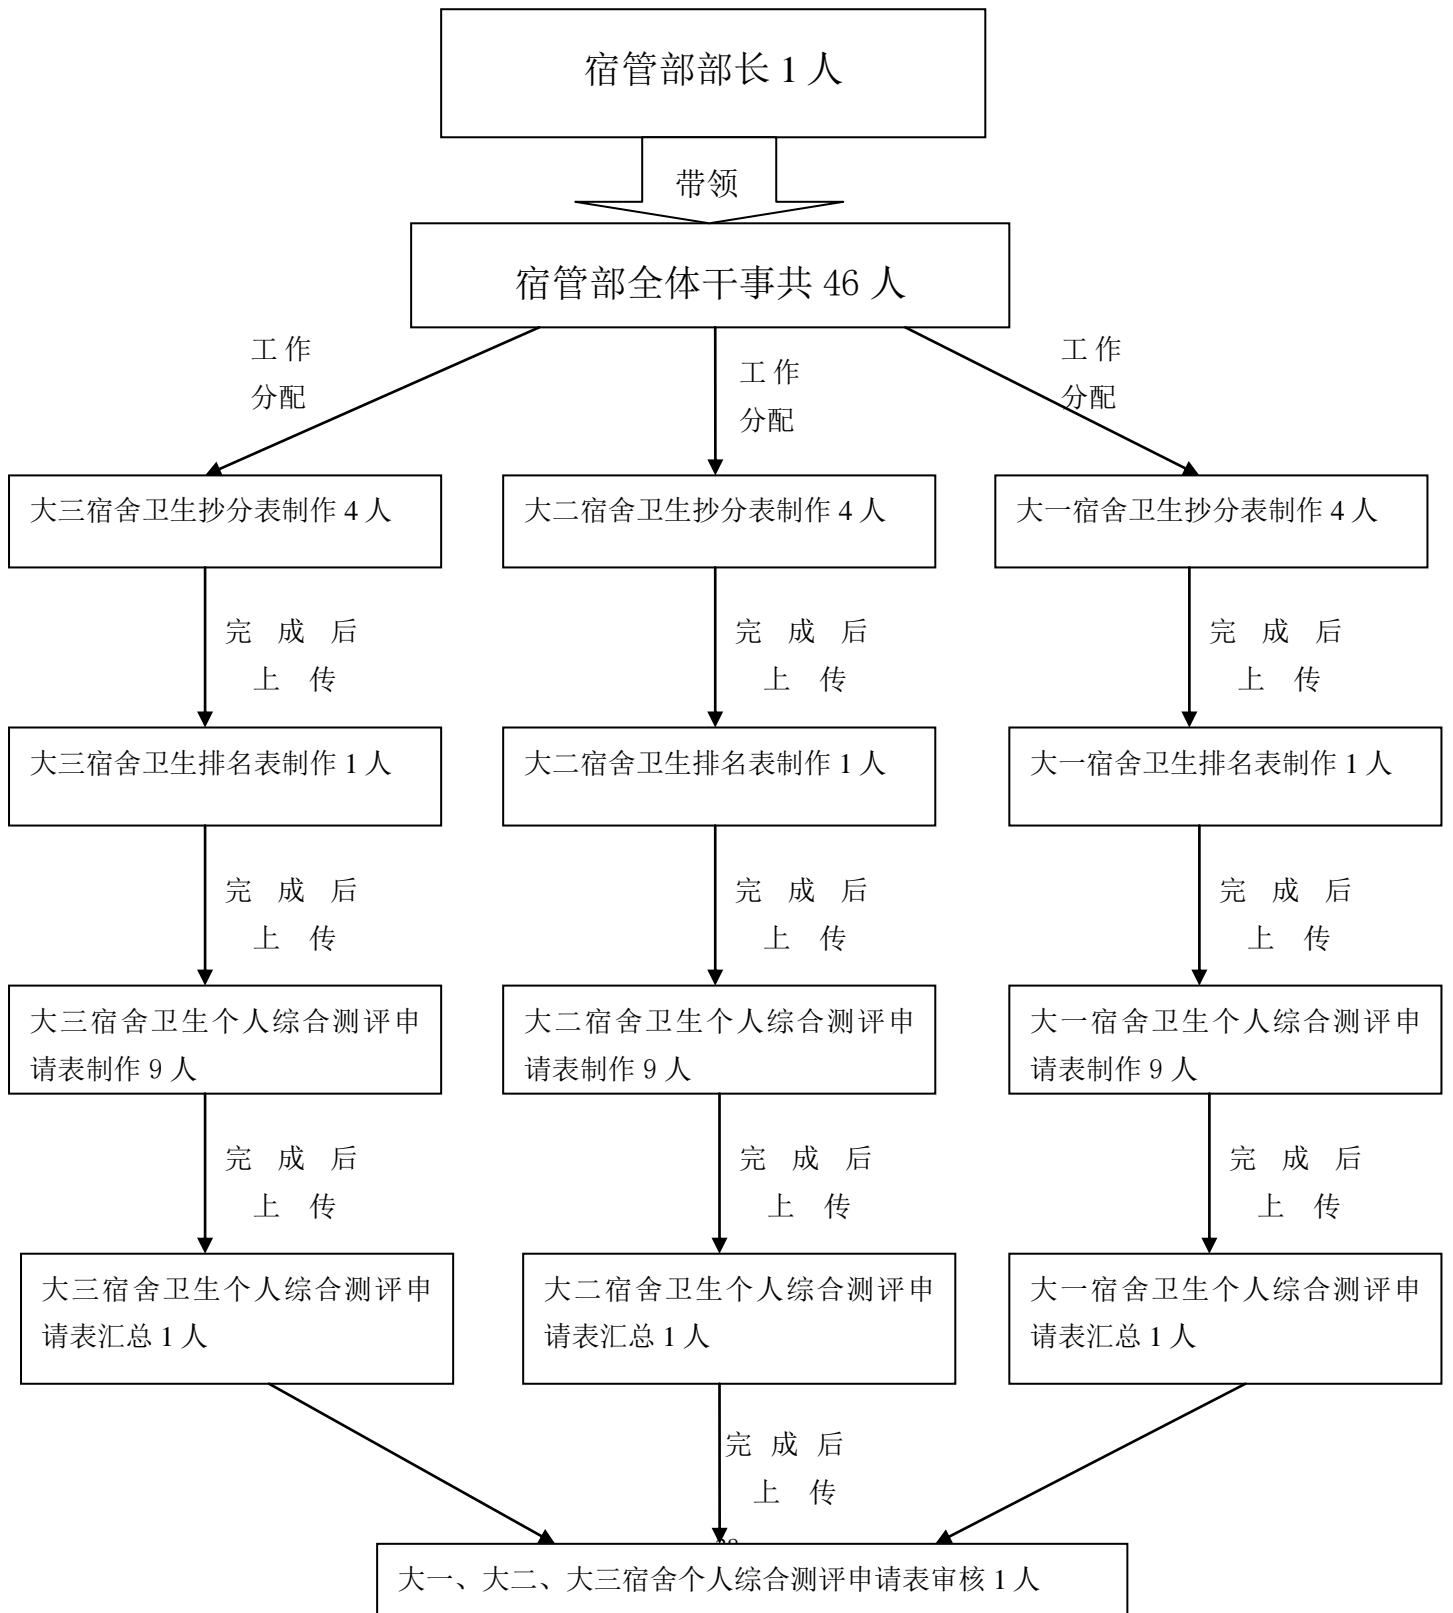 宿管部部长 1 人
带领
宿管部全体干事共 46 人
工 作
分配
工 作
分配
工 作
分配
大三宿舍卫生抄分表制作 4 人
大二宿舍卫生抄分表制作 4 人
大一宿舍卫生抄分表制作 4 人
完 成 后
上 传
完 成 后
上 传
完 成 后
上 传
大三宿舍卫生排名表制作 1 人
大二宿舍卫生排名表制作 1 人
大一宿舍卫生排名表制作 1 人
完 成 后
上 传
完 成 后
上 传
完 成 后
上 传
大三宿舍卫生个人综合测评申
请表制作 9 人
大二宿舍卫生个人综合测评申
请表制作 9 人
大一宿舍卫生个人综合测评申
请表制作 9 人
完 成 后
上 传
完 成 后
上 传
完 成 后
上 传
大三宿舍卫生个人综合测评申
请表汇总 1 人
大二宿舍卫生个人综合测评申
请表汇总 1 人
大一宿舍卫生个人综合测评申
请表汇总 1 人
完 成 后
上 传
大一、大二、大三宿舍个人综合测评申请表审核 1 人